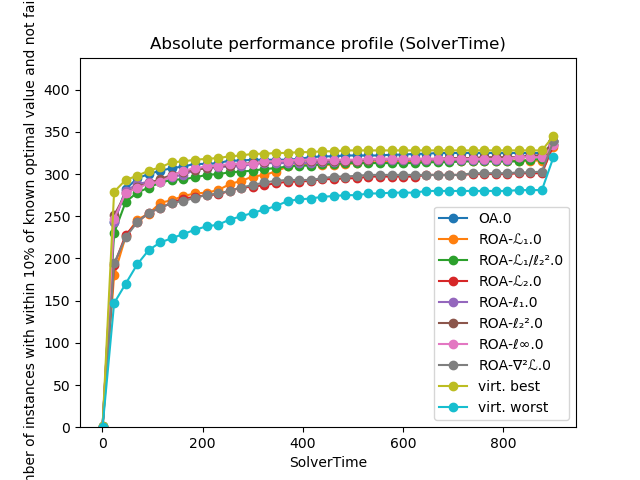 Absolute performance profile (SolverTime)
of instances with within 10% of known optimal value and not
400
350
300
250
200
150
100
50
0
0 200 400 600 800
SolverTime
OA.0
ROA-ℒ₁.0
ROA-ℒ₁/ℓ₂².0
ROA-ℒ₂.0
ROA-ℓ₁.0
ROA-ℓ₂².0
ROA-ℓ∞.0
ROA-∇²ℒ.0
virt. best
virt. worst